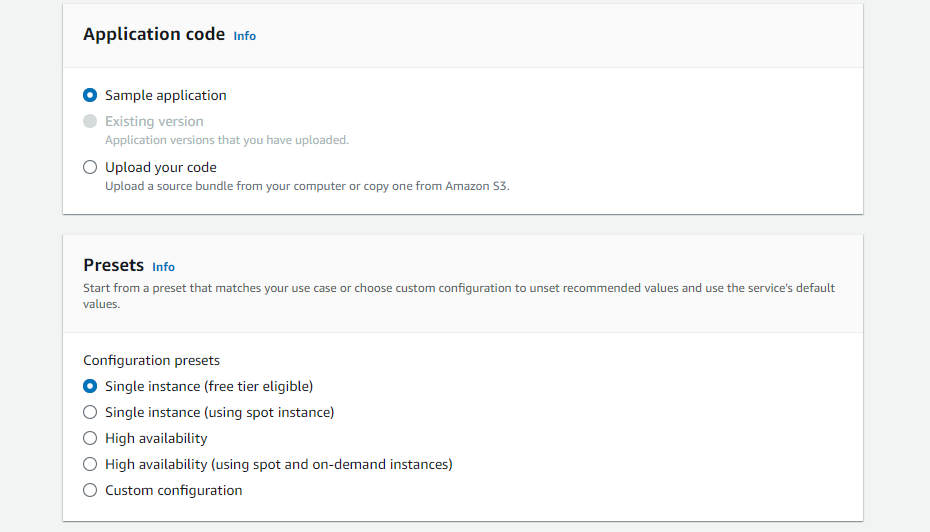 Application code Info
Sample application
Existing version
Application versions that you have uploaded.
Upload your code
Upload a source bundle from your computer or copy one from Amazon S3.
Presets Info
Start from a preset that matches your use case or choose custom configuration to unset recommended values and use the service's default
values.
Configuration presets
Single instance (free tier eligible)
Single instance (using spot instance)
High availability
High availability (using spot and on-demand instances)
Custom configuration